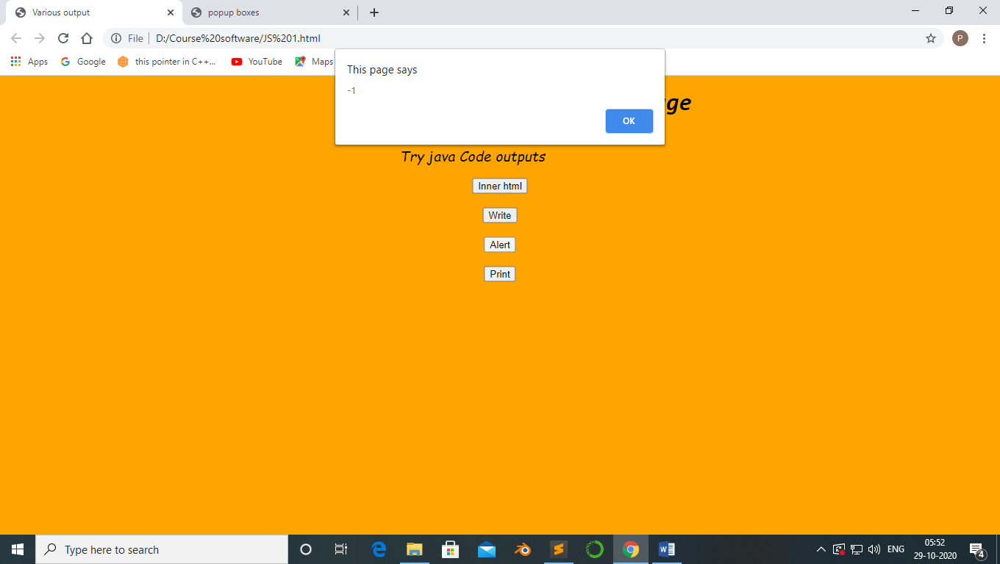 Various output
popup boxes
File
D:/Course%20software/JS%201.html
P
Apps
Google
this pointer in C++...
YouTube
Maps
This page says
-1
OK
Try java Code outputs
Inner html
Write
Alert
Print
Type here to search
ENG
05:52
29-10-2020
4